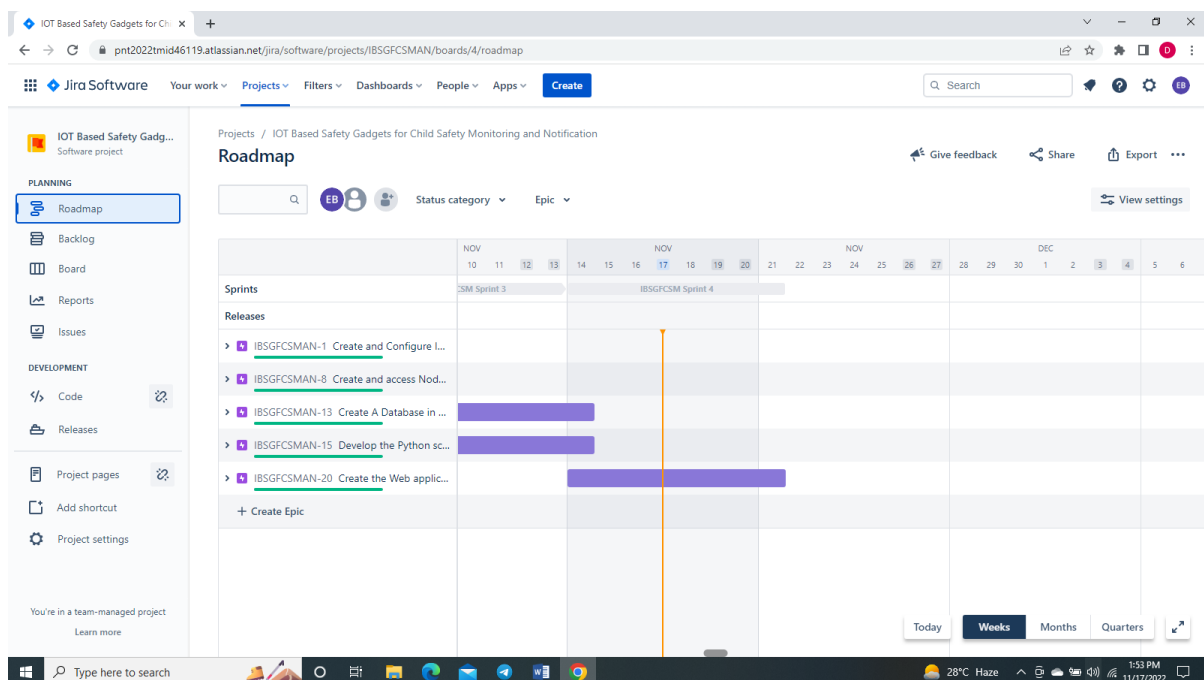 IOT Based Safety Gadgets for Ch
pnt2022tmid46119.atlassian.net/jira/software/projects/IBSGFCSMAN/boards/4/roadmap
D
Jira Software Your work Projects Filters Dashboards People Apps Create Search EB
IOT Based Safety Gadg...
Software project
PLANNING
Roadmap
Backlog
Board
Reports
Issues
DEVELOPMENT
Code
Releases
Project pages
Add shortcut
Project settings
You're in a team-managed project
Learn more
Projects / IOT Based Safety Gadgets for Child Safety Monitoring and Notification
Roadmap
Give feedback Share Export
EB Status category Epic View settings
NOV NOV NOV DEC
10 11 12 13 14 15 16 17 18 19 20 21 22 23 24 25 26 27 28 29 30 1 2 3 4 5 6
Sprints CSM Sprint 3 IBSGFCSM Sprint 4
Releases
IBSGFCSMAN-1 Create and Configure I...
IBSGFCSMAN-8 Create and access Nod...
IBSGFCSMAN-13 Create A Database in ...
IBSGFCSMAN-15 Develop the Python sc...
IBSGFCSMAN-20 Create the Web applic...
+ Create Epic
Today Weeks Months Quarters
Type here to search
28°C Haze
1:53 PM
11/17/2022